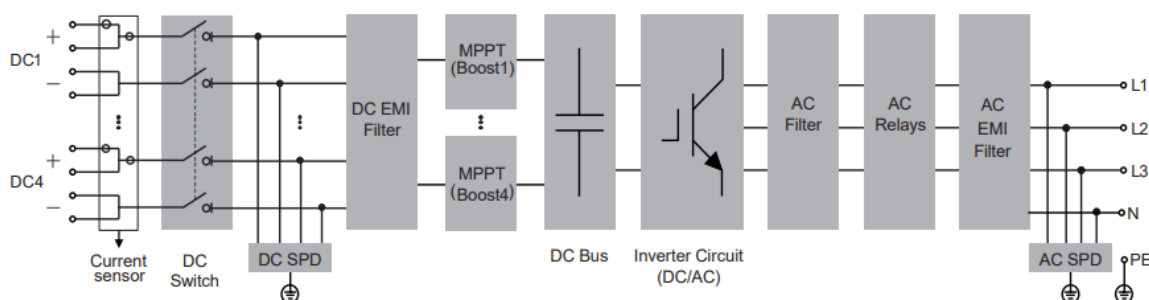 DC1
+
−
DC4
+
−
Current
sensor
DC
Switch
DC SPD
DC EMI
Filter
MPPT
(Boost1)
MPPT
(Boost4)
DC Bus
Inverter Circuit
(DC/AC)
AC
Filter
AC
Relays
AC
EMI
Filter
AC SPD
L1
L2
L3
N
PE